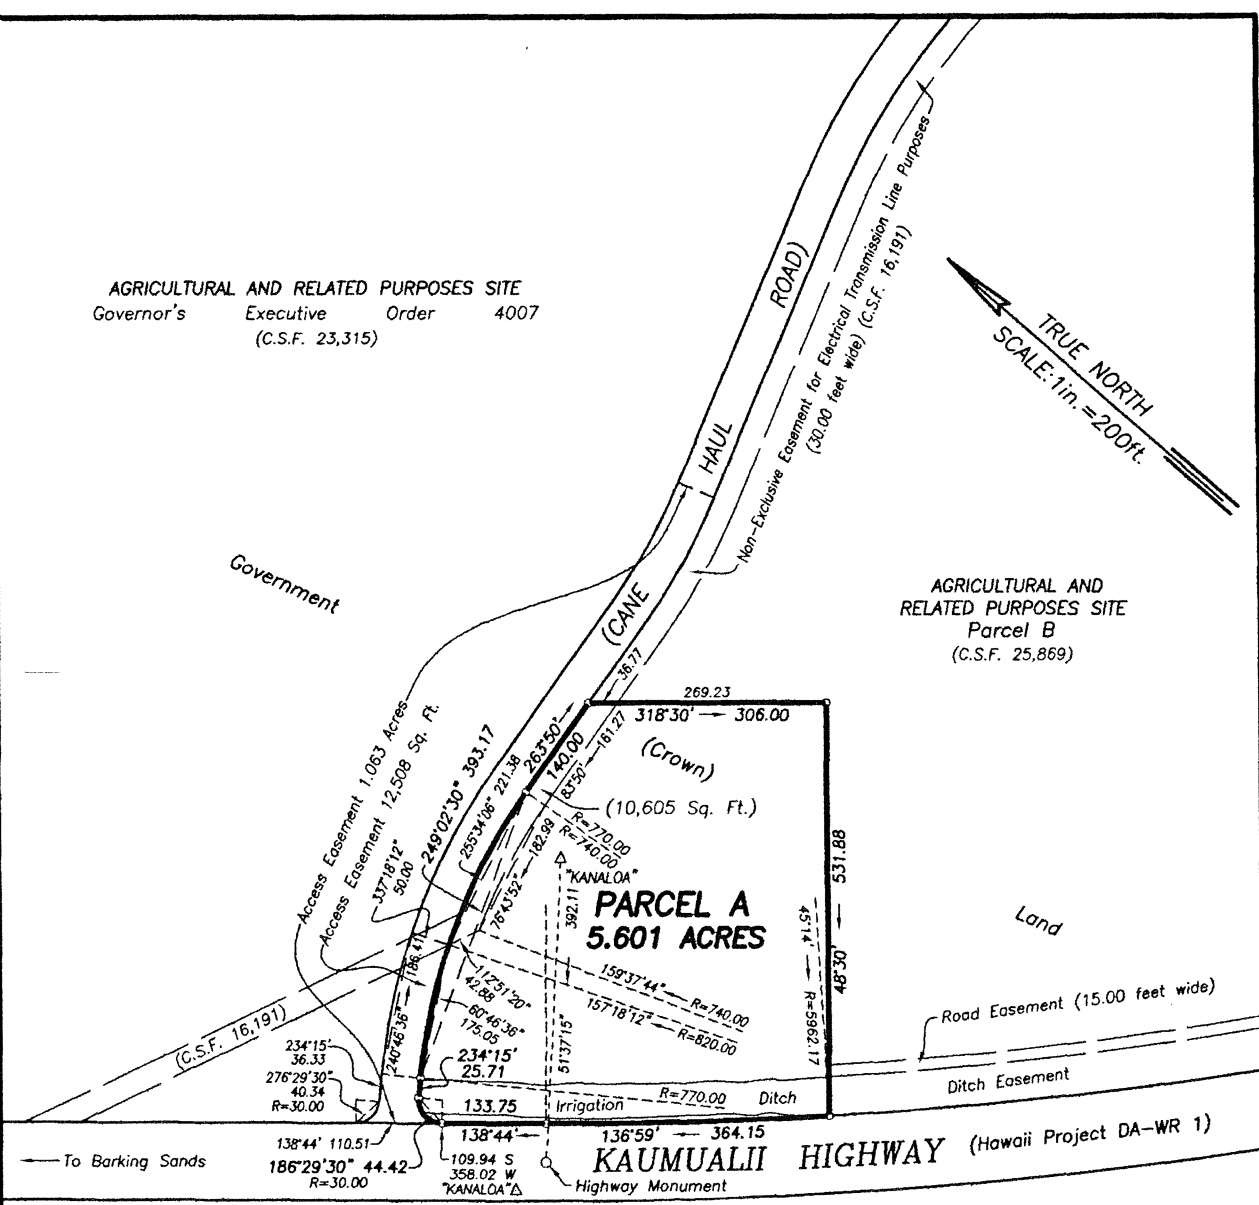 AGRICULTURAL AND RELATED PURPOSES SITE
Governor's Executive Order 4007
(C.S.F. 23,315)
(CANE HAUL ROAD)
Non-Exclusive Easement for Electrical Transmission Line Purposes
(30.00 feet wide) (C.S.F. 16,191)
TRUE NORTH
SCALE: 1in. = 200ft.
Government
AGRICULTURAL AND
RELATED PURPOSES SITE
Parcel B
(C.S.F. 25,869)
36.77
269.23
318°30' 306.00
(Crown)
Access Easement 1.063 Acres
Access Easement 12,508 Sq. Ft.
249°02'30" 393.17
255°34'06" 221.38
263°50'
140.00
161.27
83°50'
(10,605 Sq. Ft.)
R=770.00
R=740.00
182.99
76°43'52"
337°18'12"
50.00
"KANALOA"
392.11
PARCEL A
5.601 ACRES
531.88
48°30'
45°14' R=5962.17
Land
186.41
112°51'20"
42.88
159°37'44" R=740.00
157°18'12" R=820.00
60°46'36"
175.05
240°46'36"
51°37'15"
(C.S.F. 16,191)
Road Easement (15.00 feet wide)
234°15'
36.33
276°29'30"
40.34
R=30.00
234°15'
25.71
133.75
Irrigation
R=770.00
Ditch
Ditch Easement
138°44' 110.51
138°44'
136°59' 364.15
To Barking Sands
186°29'30" 44.42
R=30.00
109.94 S
358.02 W
"KANALOA"
Highway Monument
KAUMUALII HIGHWAY (Hawaii Project DA-WR 1)